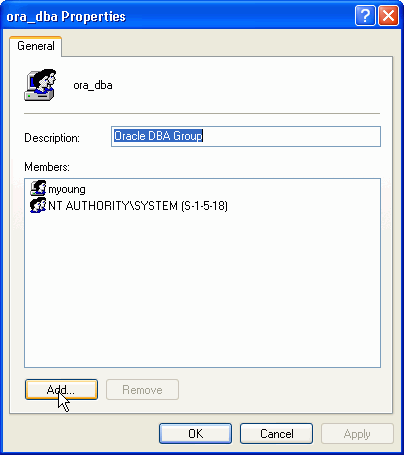 ora_dba Properties
General
ora_dba
Description: Oracle DBA Group
Members:
myoung
NT AUTHORITY\SYSTEM (S-1-5-18)
Add... Remove
OK Cancel Apply